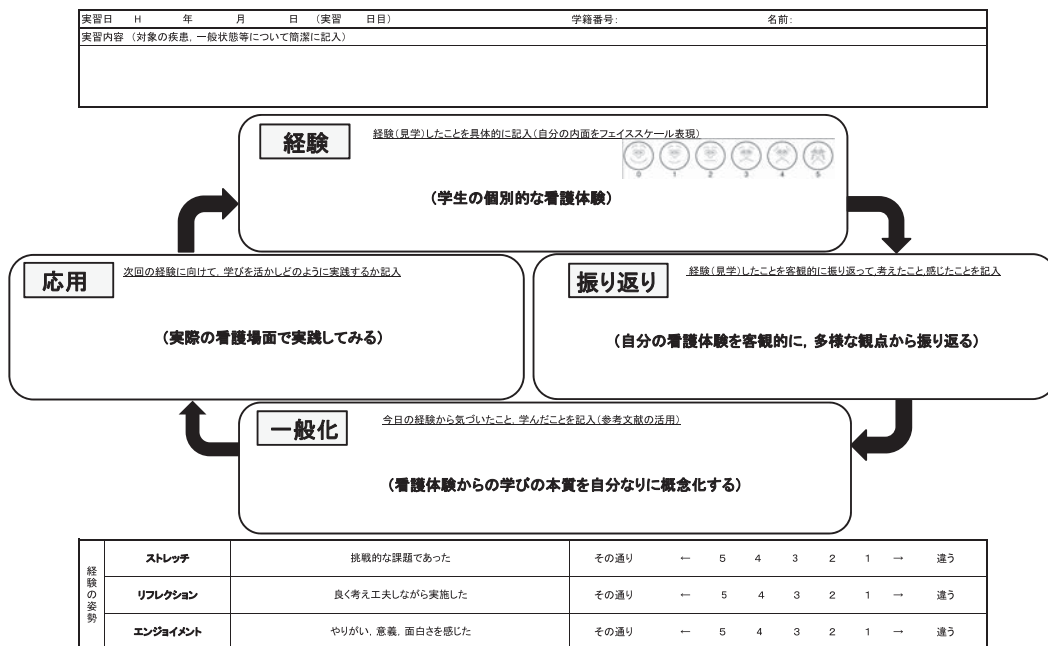 実習日 H 年 月 日 (実習 日目) 学籍番号: 名前:
実習内容 (対象の疾患,一般状態等について簡潔に記入)
経験
経験(見学)したことを具体的に記入(自分の内面をフェイススケール表現)
0 1 2 3 4 5
(学生の個別的な看護体験)
応用
次回の経験に向けて,学びを活かしどのように実践するか記入
(実際の看護場面で実践してみる)
振り返り
経験(見学)したことを客観的に振り返って,考えたこと,感じたことを記入
(自分の看護体験を客観的に,多様な観点から振り返る)
一般化
今日の経験から気づいたこと,学んだことを記入(参考文献の活用)
(看護体験からの学びの本質を自分なりに概念化する)
経験の姿勢
ストレッチ 挑戦的な課題であった その通り ← 5 4 3 2 1 → 違う
リフレクション 良く考え工夫しながら実施した その通り ← 5 4 3 2 1 → 違う
エンジョイメント やりがい,意義,面白さを感じた その通り ← 5 4 3 2 1 → 違う